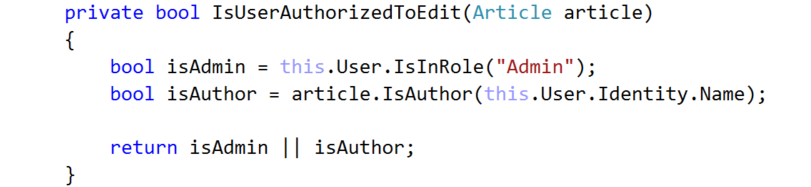 private bool IsUserAuthorizedToEdit(Article article)
{
    bool isAdmin = this.User.IsInRole("Admin");
    bool isAuthor = article.IsAuthor(this.User.Identity.Name);

    return isAdmin || isAuthor;
}